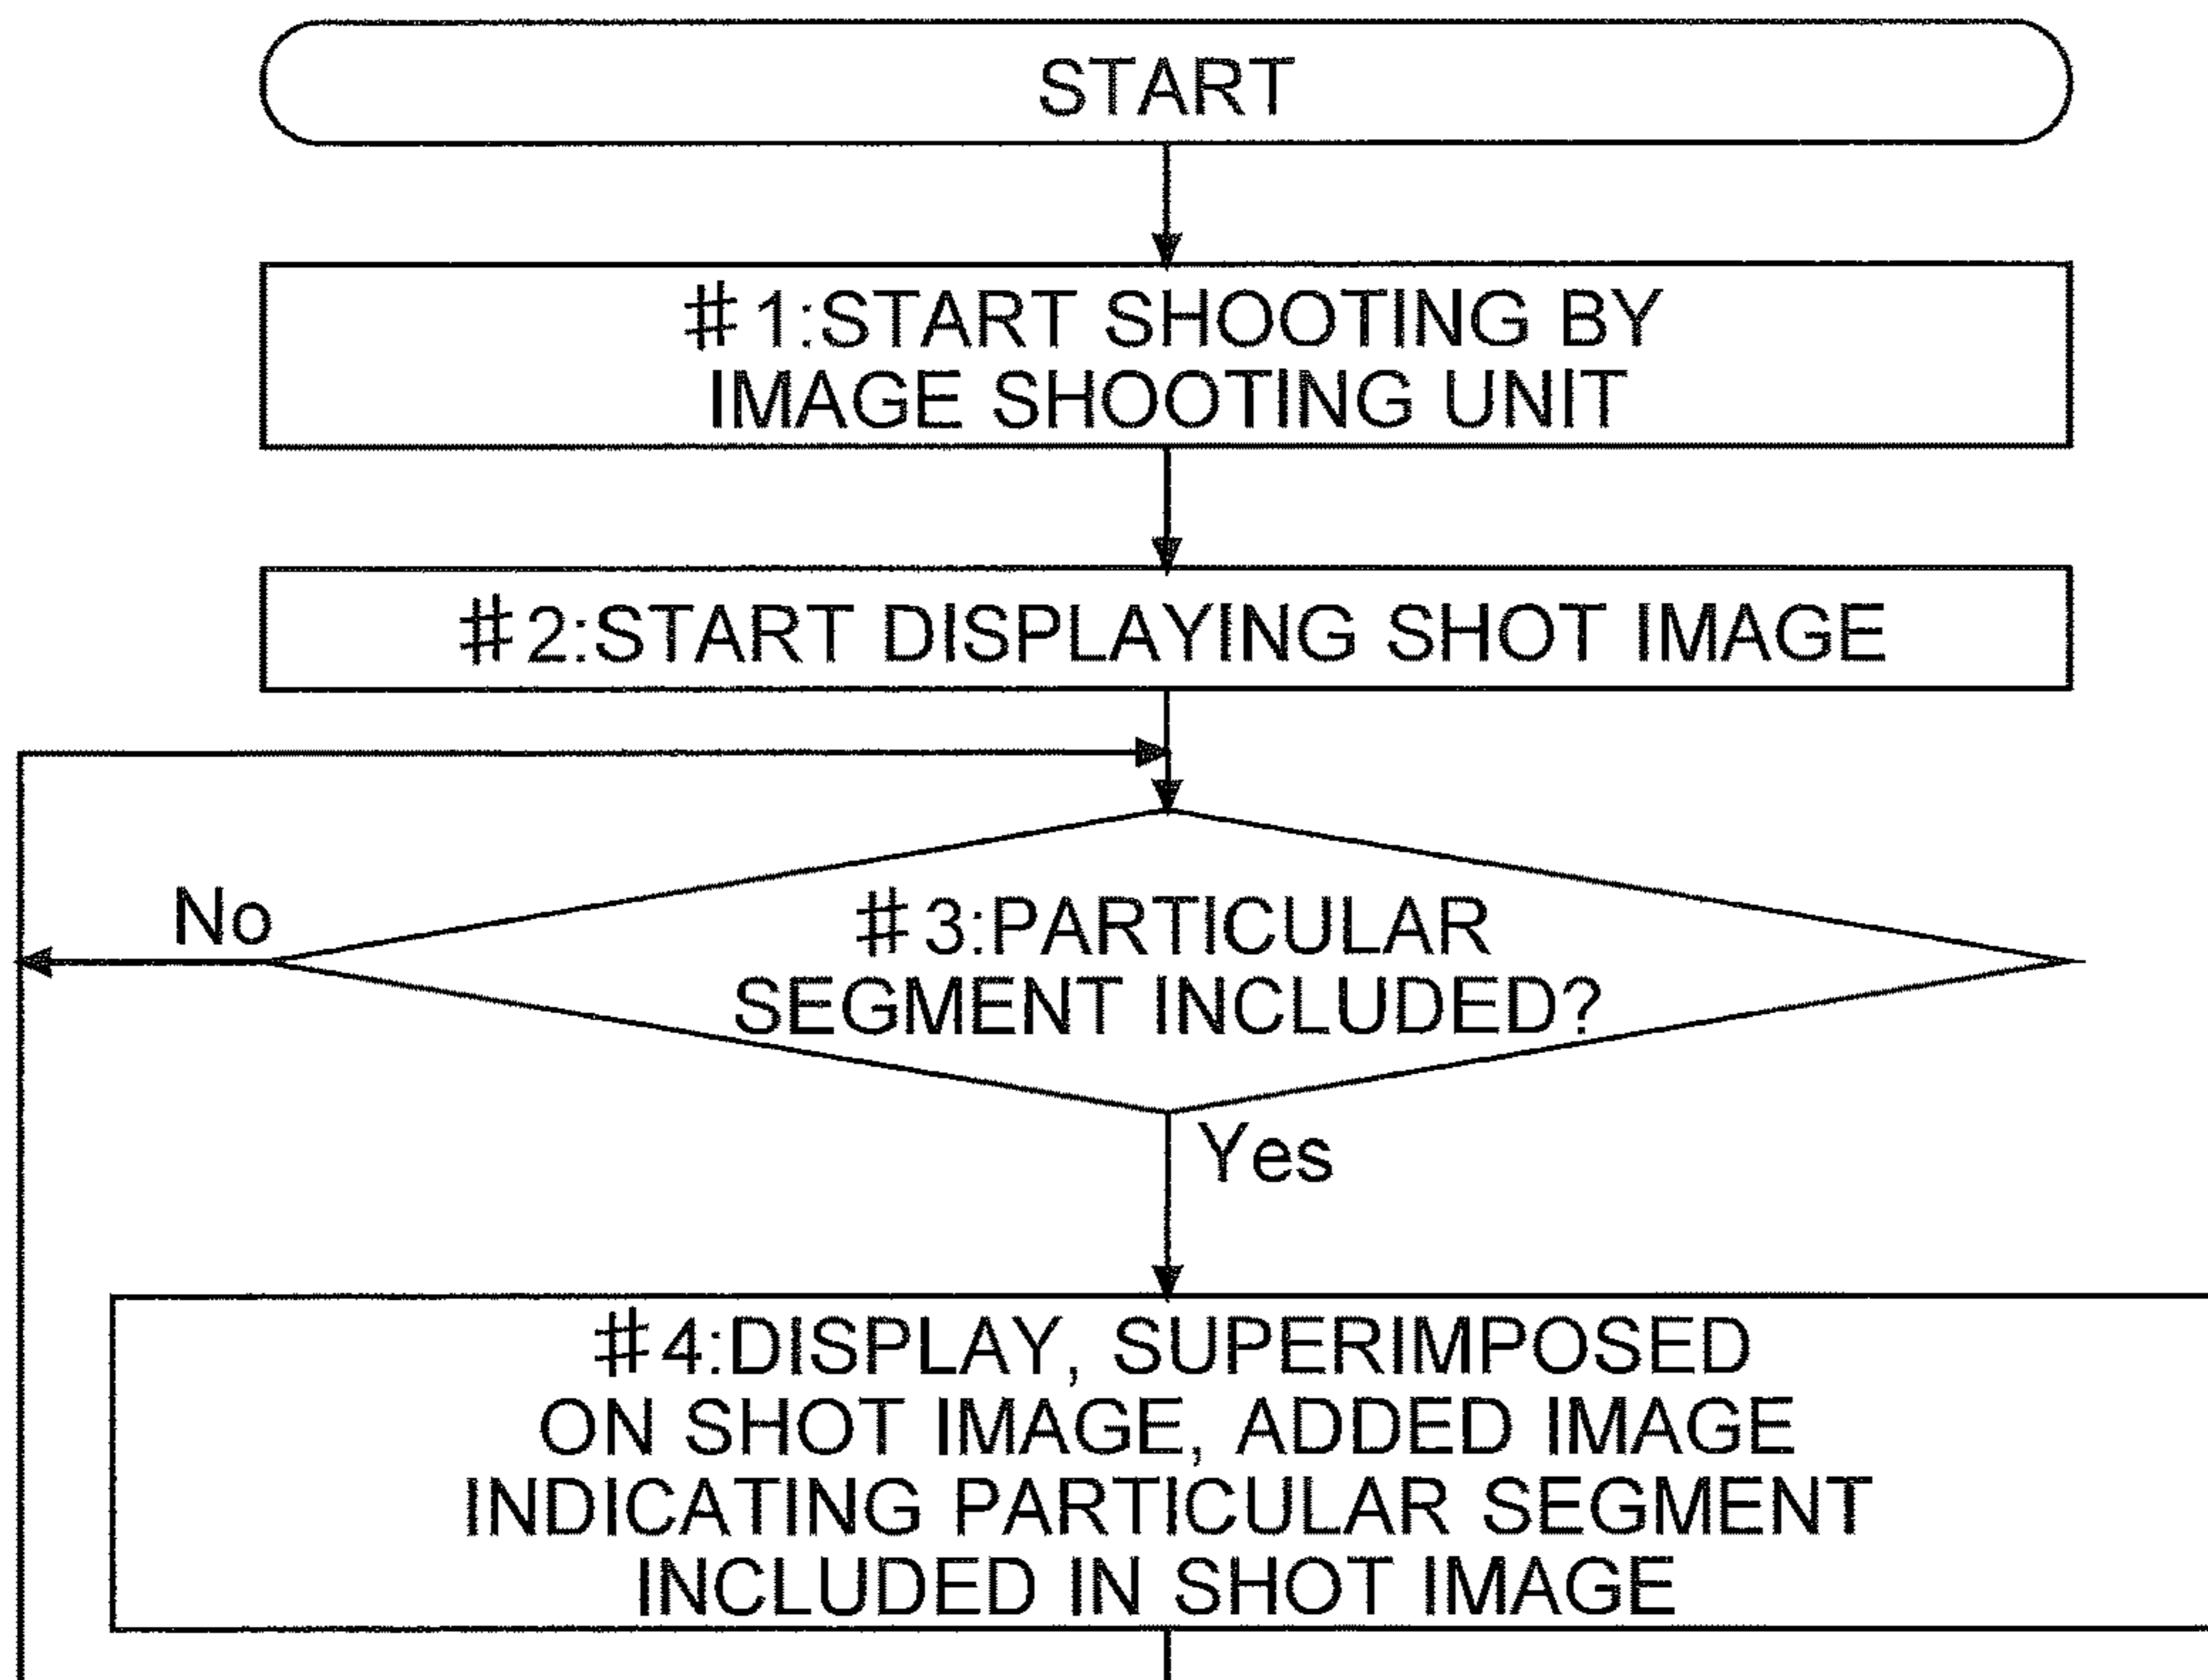 START
#1:START SHOOTING BY
IMAGE SHOOTING UNIT
#2:START DISPLAYING SHOT IMAGE
#3:PARTICULAR
SEGMENT INCLUDED?
No
Yes
#4:DISPLAY, SUPERIMPOSED
ON SHOT IMAGE, ADDED IMAGE
INDICATING PARTICULAR SEGMENT
INCLUDED IN SHOT IMAGE